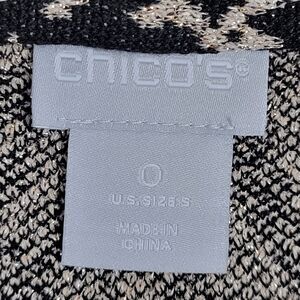 CHICO'S®
0
U.S. SIZE S
MADE IN
CHINA